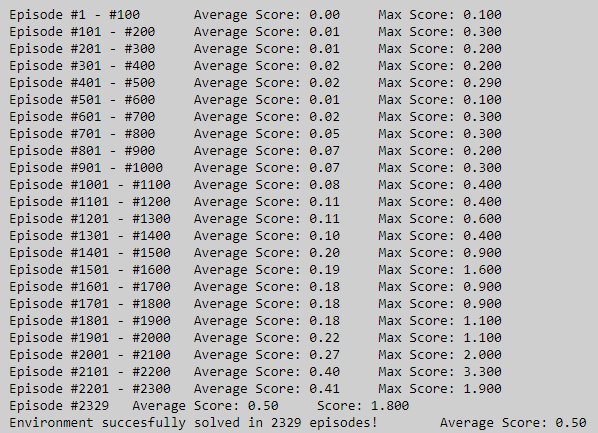 Episode #1 - #100 Average Score: 0.00 Max Score: 0.100
Episode #101 - #200 Average Score: 0.01 Max Score: 0.300
Episode #201 - #300 Average Score: 0.01 Max Score: 0.200
Episode #301 - #400 Average Score: 0.02 Max Score: 0.200
Episode #401 - #500 Average Score: 0.02 Max Score: 0.290
Episode #501 - #600 Average Score: 0.01 Max Score: 0.100
Episode #601 - #700 Average Score: 0.02 Max Score: 0.300
Episode #701 - #800 Average Score: 0.05 Max Score: 0.300
Episode #801 - #900 Average Score: 0.07 Max Score: 0.200
Episode #901 - #1000 Average Score: 0.07 Max Score: 0.300
Episode #1001 - #1100 Average Score: 0.08 Max Score: 0.400
Episode #1101 - #1200 Average Score: 0.11 Max Score: 0.400
Episode #1201 - #1300 Average Score: 0.11 Max Score: 0.600
Episode #1301 - #1400 Average Score: 0.10 Max Score: 0.400
Episode #1401 - #1500 Average Score: 0.20 Max Score: 0.900
Episode #1501 - #1600 Average Score: 0.19 Max Score: 1.600
Episode #1601 - #1700 Average Score: 0.18 Max Score: 0.900
Episode #1701 - #1800 Average Score: 0.18 Max Score: 0.900
Episode #1801 - #1900 Average Score: 0.18 Max Score: 1.100
Episode #1901 - #2000 Average Score: 0.22 Max Score: 1.100
Episode #2001 - #2100 Average Score: 0.27 Max Score: 2.000
Episode #2101 - #2200 Average Score: 0.40 Max Score: 3.300
Episode #2201 - #2300 Average Score: 0.41 Max Score: 1.900
Episode #2329 Average Score: 0.50 Score: 1.800
Environment succesfully solved in 2329 episodes! Average Score: 0.50